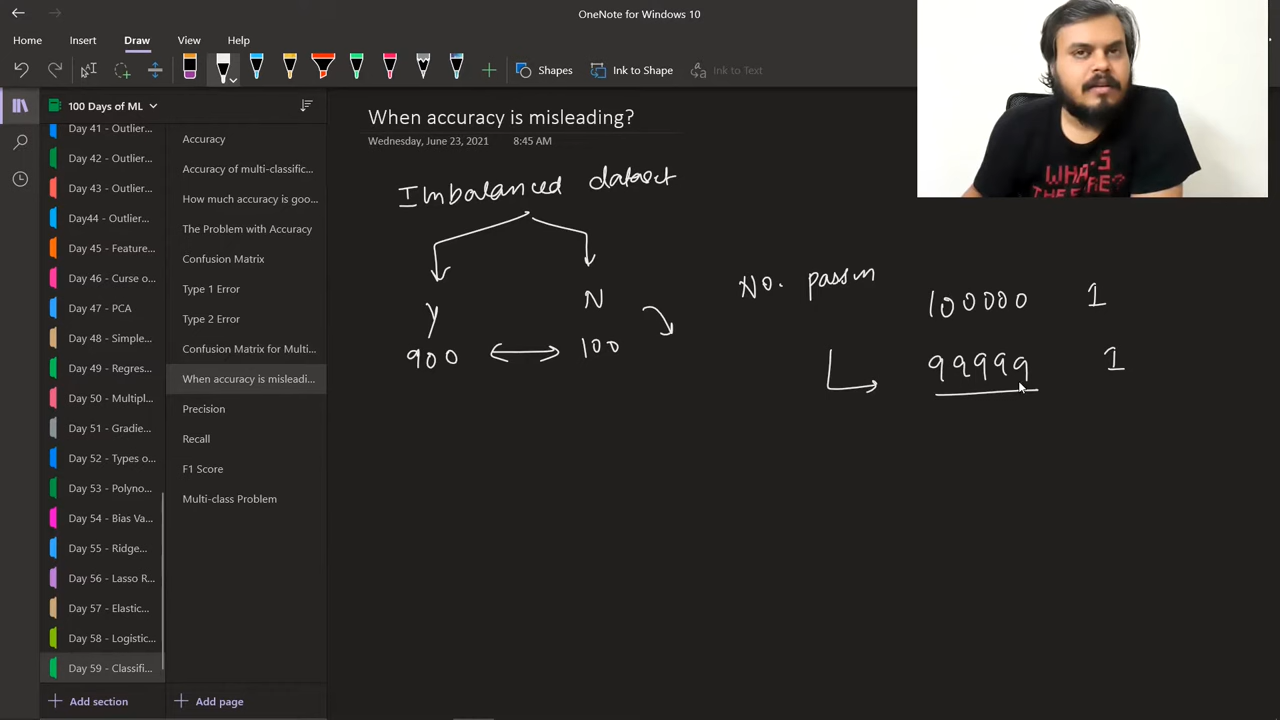 OneNote for Windows 10
Home Insert Draw View Help
Shapes Ink to Shape Ink to Text
100 Days of ML
Day 41 - Outlier...
Day 42 - Outlier...
Day 43 - Outlier...
Day44 - Outlier...
Day 45 - Feature...
Day 46 - Curse o...
Day 47 - PCA
Day 48 - Simple...
Day 49 - Regres...
Day 50 - Multipl...
Day 51 - Gradie...
Day 52 - Types o...
Day 53 - Polyno...
Day 54 - Bias Va...
Day 55 - Ridge...
Day 56 - Lasso R...
Day 57 - Elastic...
Day 58 - Logistic...
Day 59 - Classifi...
Add section
Accuracy
Accuracy of multi-classific...
How much accuracy is goo...
The Problem with Accuracy
Confusion Matrix
Type 1 Error
Type 2 Error
Confusion Matrix for Multi...
When accuracy is misleadi...
Precision
Recall
F1 Score
Multi-class Problem
Add page
When accuracy is misleading?
Wednesday, June 23, 2021 8:45 AM
Imbalanced dataset
Y N
900 100
No. passen
100000 1
99999 1
WHA'S